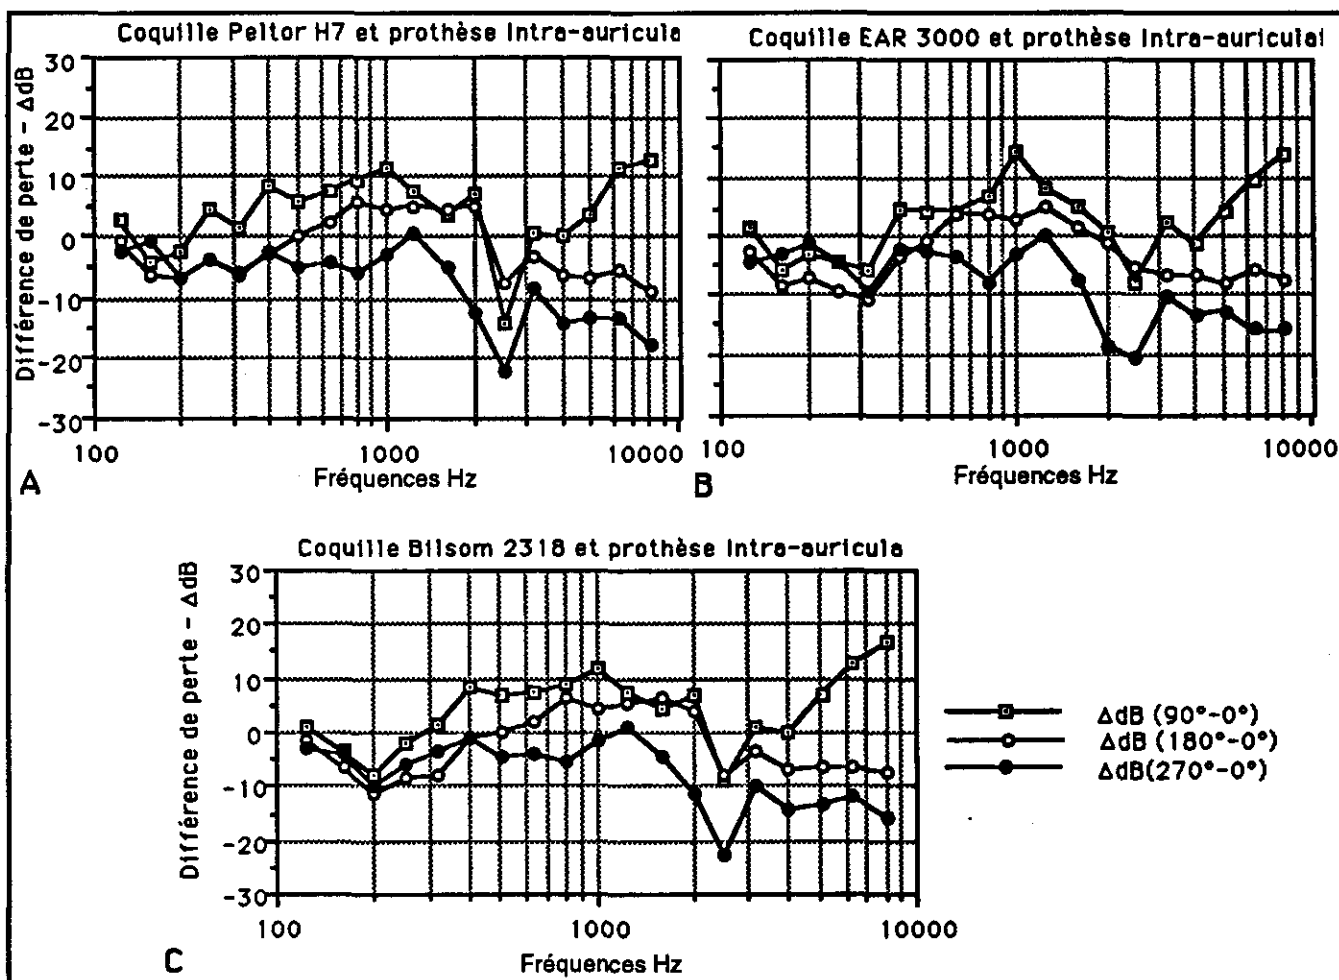 Coquille Peltor H7 et prothèse Intra-auricula
Différence de perte - ΔdB
30
20
10
0
-10
-20
-30
100
1000
10000
Fréquences Hz
A
Coquille EAR 3000 et prothèse Intra-auriculai
100
1000
10000
Fréquences Hz
B
Coquille Bilsom 2318 et prothèse Intra-auricula
Différence de perte - ΔdB
30
20
10
0
-10
-20
-30
100
1000
10000
Fréquences Hz
C
ΔdB (90°-0°)
ΔdB (180°-0°)
ΔdB(270°-0°)